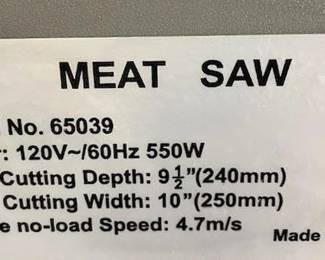 MEAT SAW
No. 65039
: 120V~/60Hz 550W
Cutting Depth: 9½"(240mm)
Cutting Width: 10"(250mm)
e no-load Speed: 4.7m/s
Made